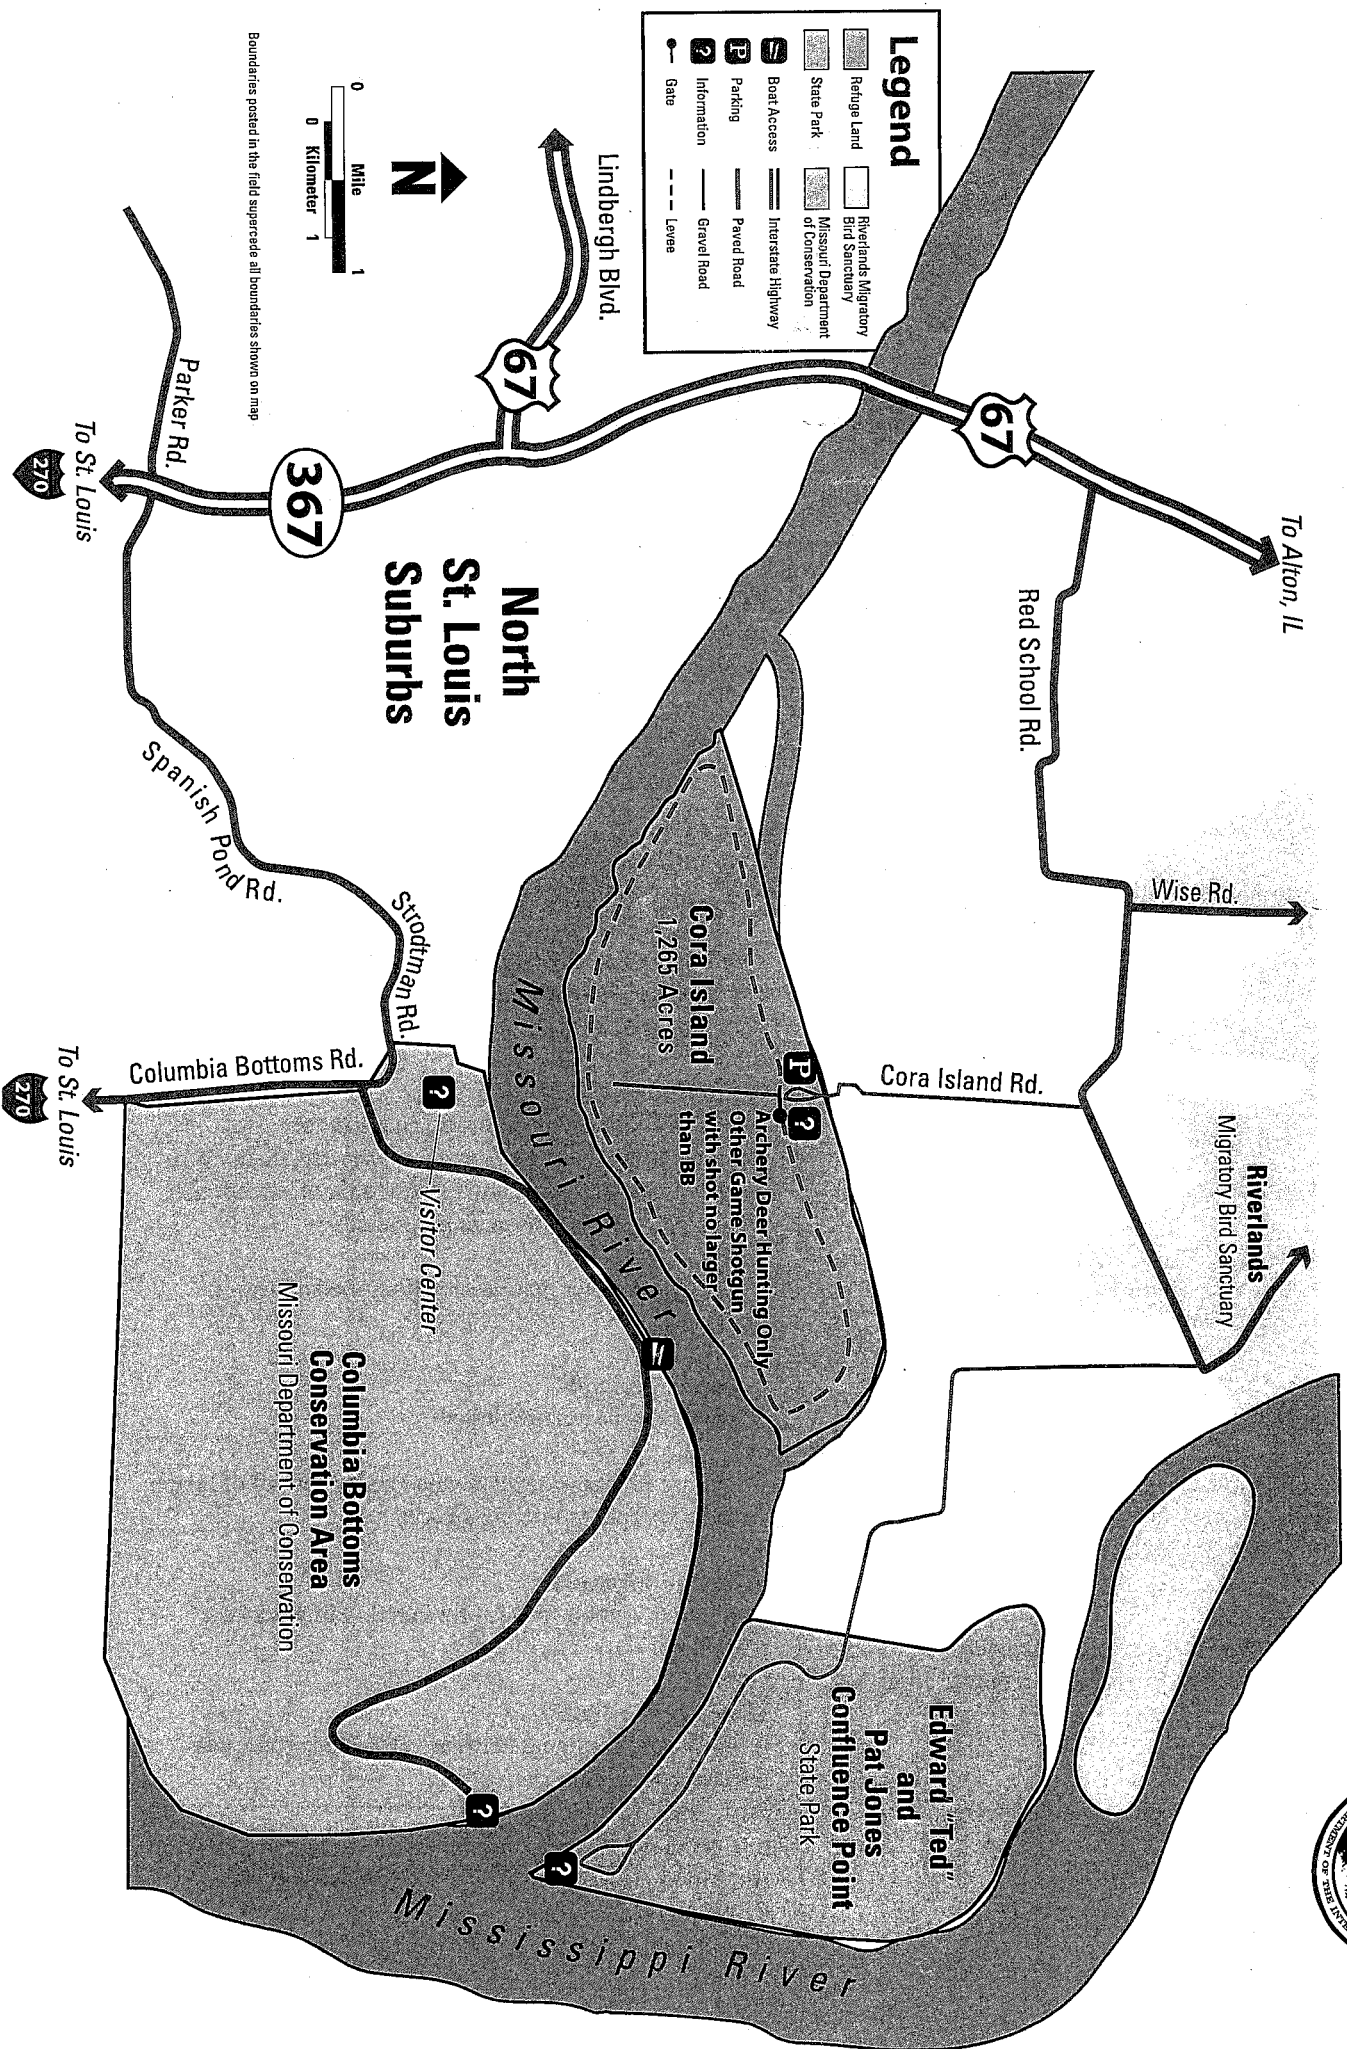 Legend
Refuge Land
State Park
Riverlands Migratory
Bird Sanctuary
Missouri Department
of Conservation
Boat Access
P
Parking
?
Information
Gate
Interstate Highway
Paved Road
Gravel Road
Levee
Lindbergh Blvd.
N
0
Mile
1
0
Kilometer
1
Boundaries posted in the field supercede all boundaries shown on map
To Alton, IL
67
67
367
Parker Rd.
To St. Louis
270
North
St. Louis
Suburbs
Red School Rd.
Wise Rd.
Spanish Pond Rd.
Strodtman Rd.
Columbia Bottoms Rd.
To St. Louis
270
Cora Island
1,265 Acres
Cora Island Rd.
P
?
Archery Deer Hunting Only
Other Game Shotgun
with shot no larger
than BB
Riverlands
Migratory Bird Sanctuary
Missouri River
?
Visitor Center
Columbia Bottoms
Conservation Area
Missouri Department of Conservation
Edward "Ted"
and
Pat Jones
Confluence Point
State Park
?
?
Mississippi River